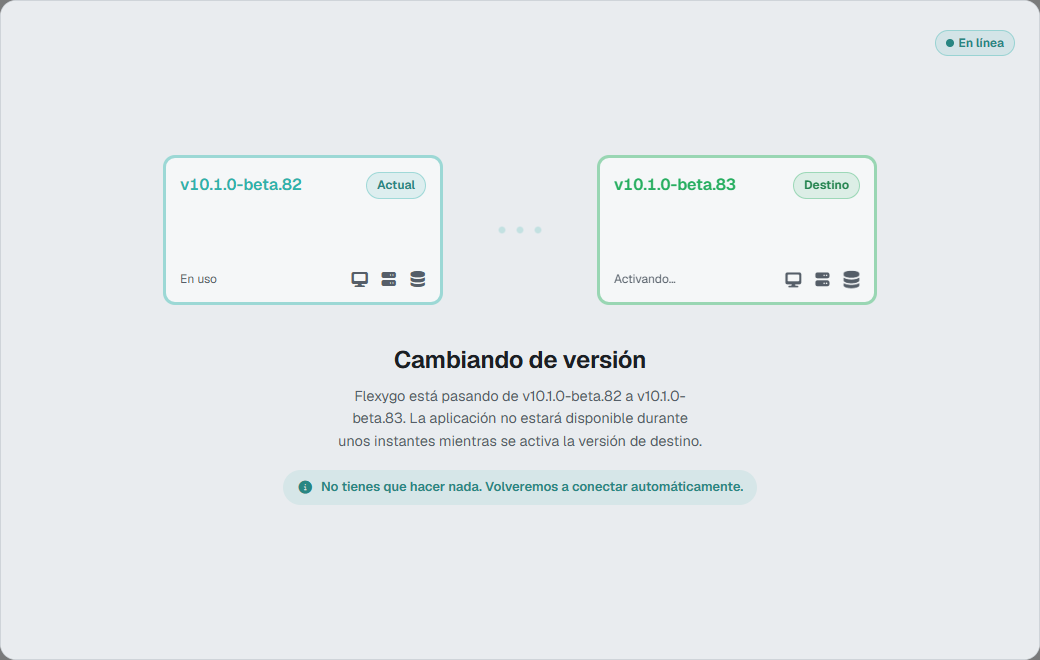 En línea
v10.1.0-beta.82
Actual
En uso
v10.1.0-beta.83
Destino
Activando...
Cambiando de versión
Flexygo está pasando de v10.1.0-beta.82 a v10.1.0-
beta.83. La aplicación no estará disponible durante
unos instantes mientras se activa la versión de destino.
No tienes que hacer nada. Volveremos a conectar automáticamente.